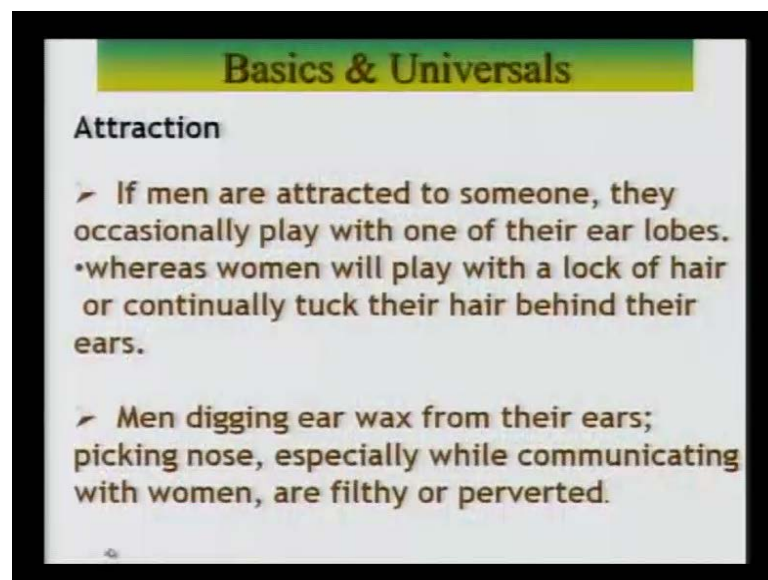 Basics & Universals
Attraction
➢ If men are attracted to someone, they
occasionally play with one of their ear lobes.
•whereas women will play with a lock of hair
or continually tuck their hair behind their
ears.
➢ Men digging ear wax from their ears;
picking nose, especially while communicating
with women, are filthy or perverted.